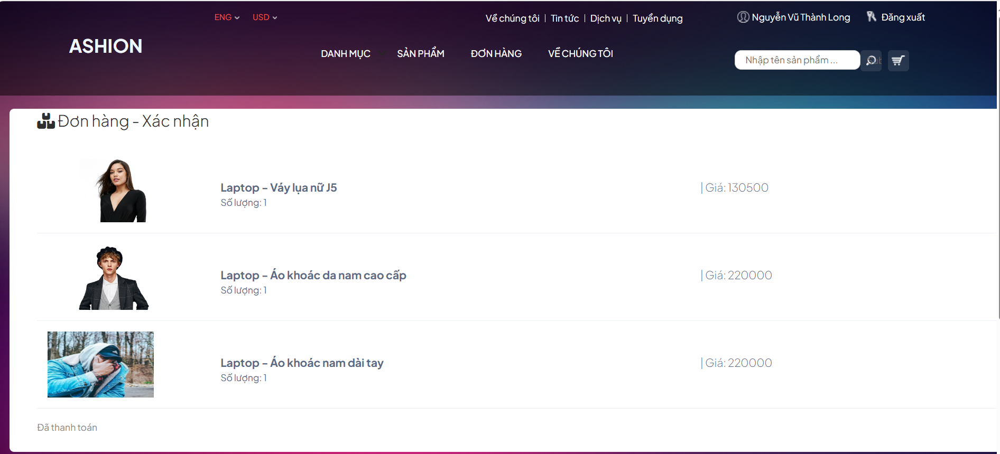 ENG USD
Về chúng tôi | Tin tức | Dịch vụ | Tuyển dụng
Nguyễn Vũ Thành Long Đăng xuất
ASHION
DANH MỤC SẢN PHẨM ĐƠN HÀNG VỀ CHÚNG TÔI
Nhập tên sản phẩm ...
Đơn hàng - Xác nhận
Laptop - Váy lụa nữ J5
Số lượng: 1
| Giá: 130500
Laptop - Áo khoác da nam cao cấp
Số lượng: 1
| Giá: 220000
Laptop - Áo khoác nam dài tay
Số lượng: 1
| Giá: 220000
Đã thanh toán